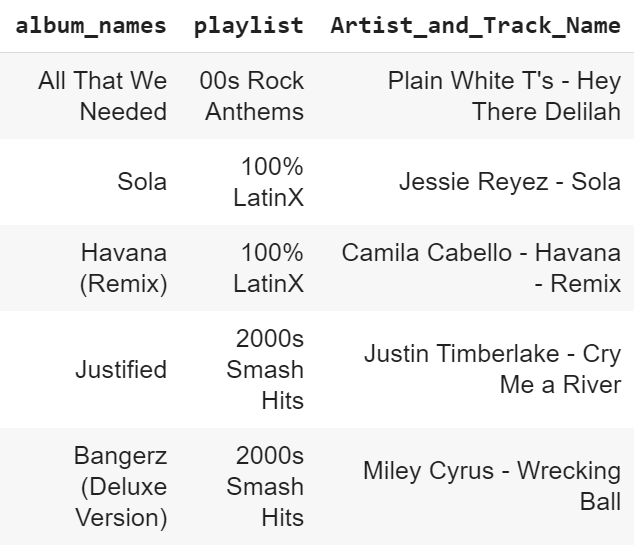 album_names playlist Artist_and_Track_Name
All That We Needed 00s Rock Anthems Plain White T's - Hey There Delilah
Sola 100% LatinX Jessie Reyez - Sola
Havana (Remix) 100% LatinX Camila Cabello - Havana - Remix
Justified 2000s Smash Hits Justin Timberlake - Cry Me a River
Bangerz (Deluxe Version) 2000s Smash Hits Miley Cyrus - Wrecking Ball